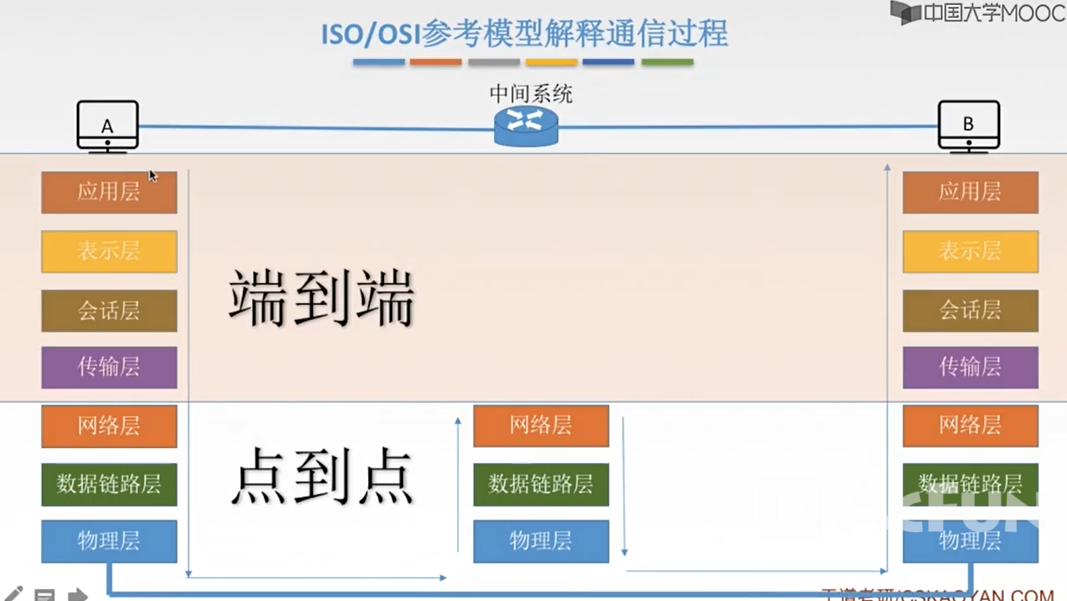 中国大学MOOC
ISO/OSI参考模型解释通信过程
中间系统
A
B
应用层
应用层
表示层
表示层
端到端
会话层
会话层
传输层
传输层
网络层
网络层
网络层
点到点
数据链路层
数据链路层
数据链路层
物理层
物理层
物理层
AcFUN
王道考研/CSKAOYAN.COM